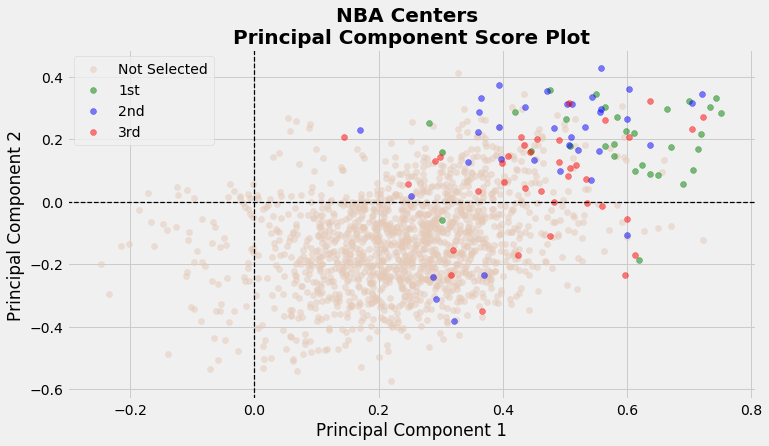 NBA Centers
Principal Component Score Plot
Not Selected
1st
2nd
3rd
Principal Component 2
0.4
0.2
0.0
−0.2
−0.4
−0.6
−0.2
0.0
0.2
0.4
0.6
0.8
Principal Component 1